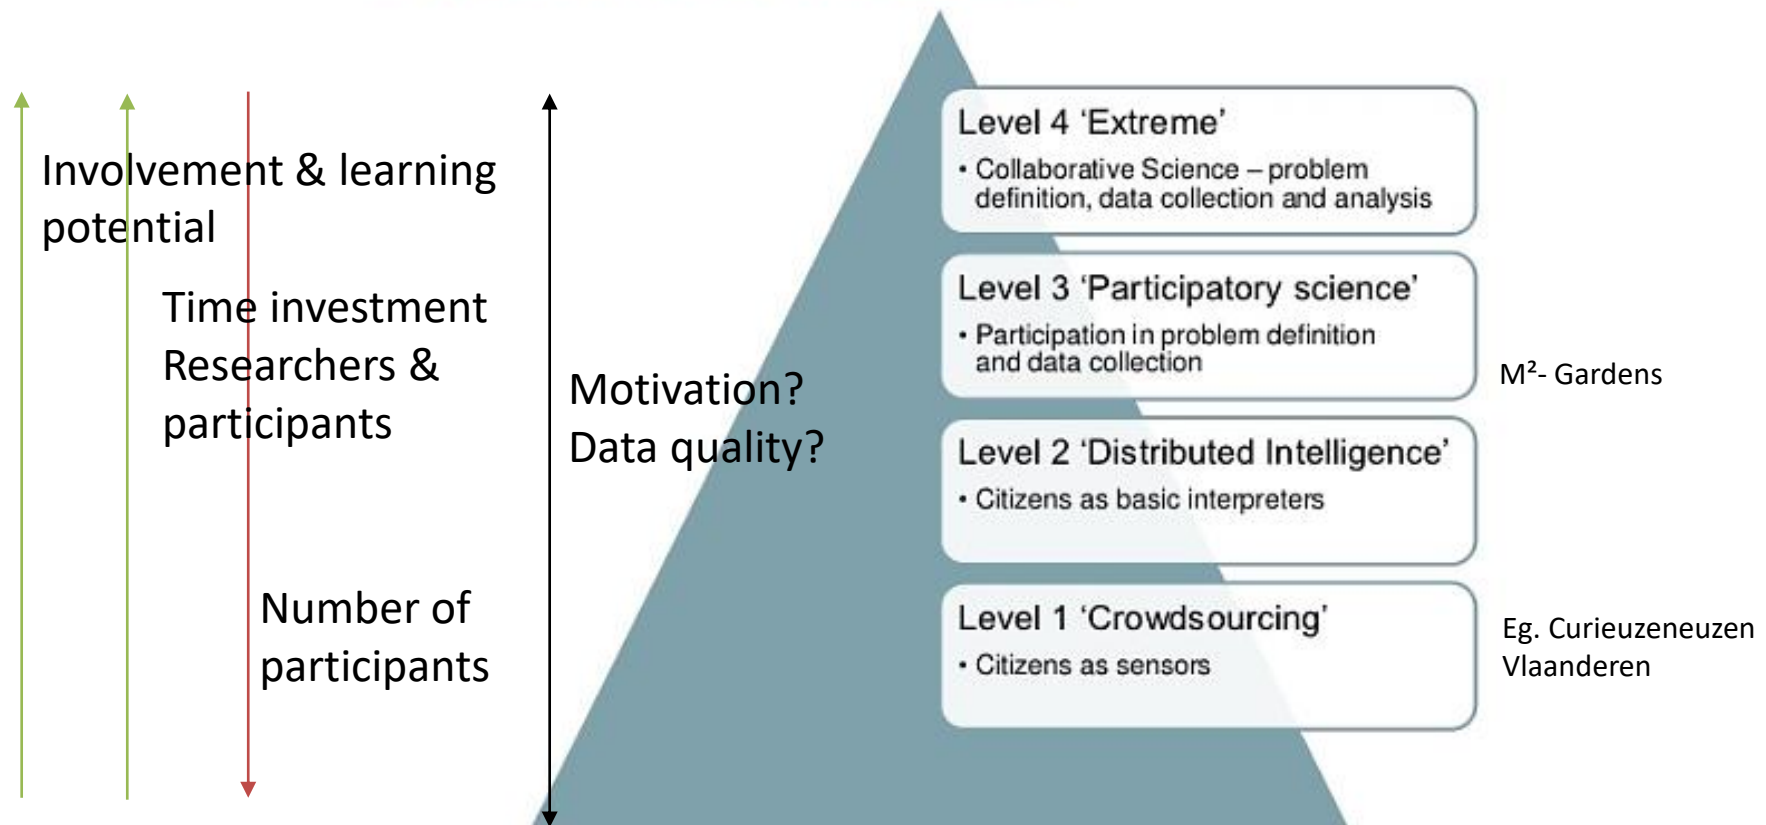 Involvement & learning
potential
Time investment
Researchers &
participants
Number of
participants
Motivation?
Data quality?
Level 4 ‘Extreme’
• Collaborative Science – problem
definition, data collection and analysis
Level 3 ‘Participatory science’
• Participation in problem definition
and data collection
M²- Gardens
Level 2 ‘Distributed Intelligence’
• Citizens as basic interpreters
Level 1 ‘Crowdsourcing’
• Citizens as sensors
Eg. Curieuzeneuzen
Vlaanderen